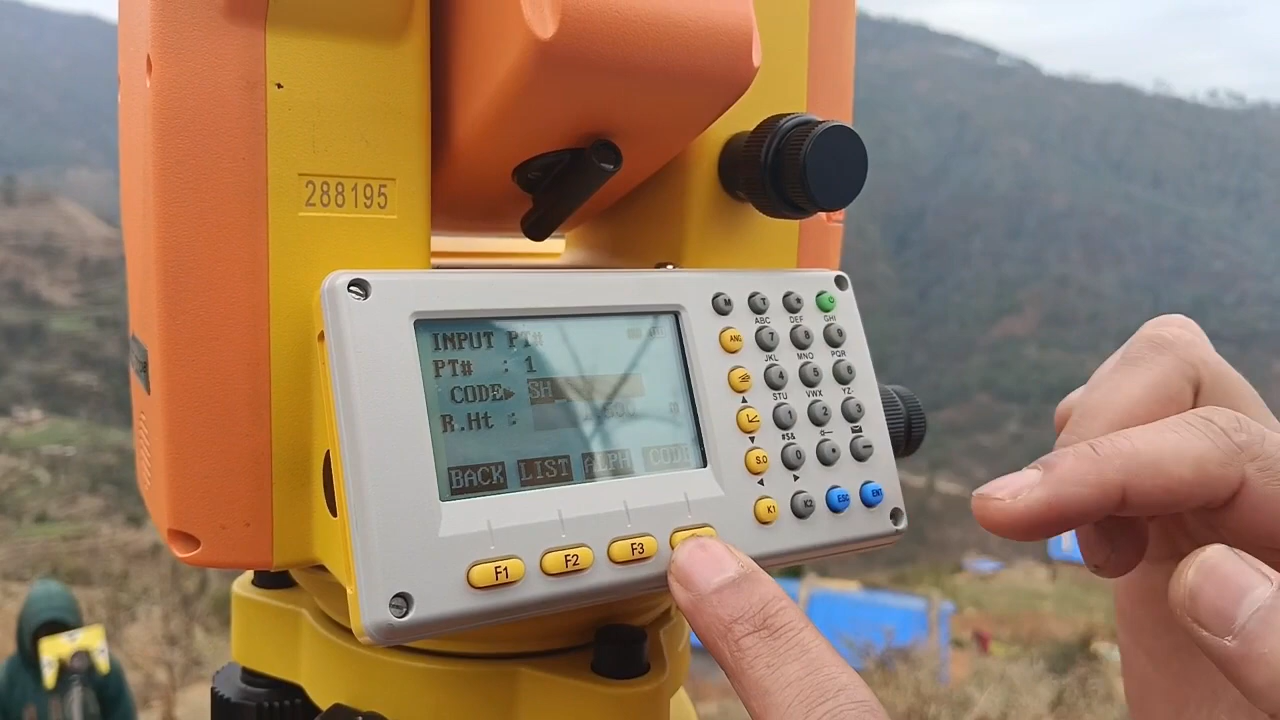 288195
INPUT PT#
PT# : 1
CODE▸ SH
R.Ht :
BACK LIST ALPH CODE
F1 F2 F3
M T
ABC DEF GHI
ANG 7 8 9
JKL MNO PQR
4 5 6
STU VWX YZ
1 2 3
#$&
S.O 0
K1 K2 ESC ENT